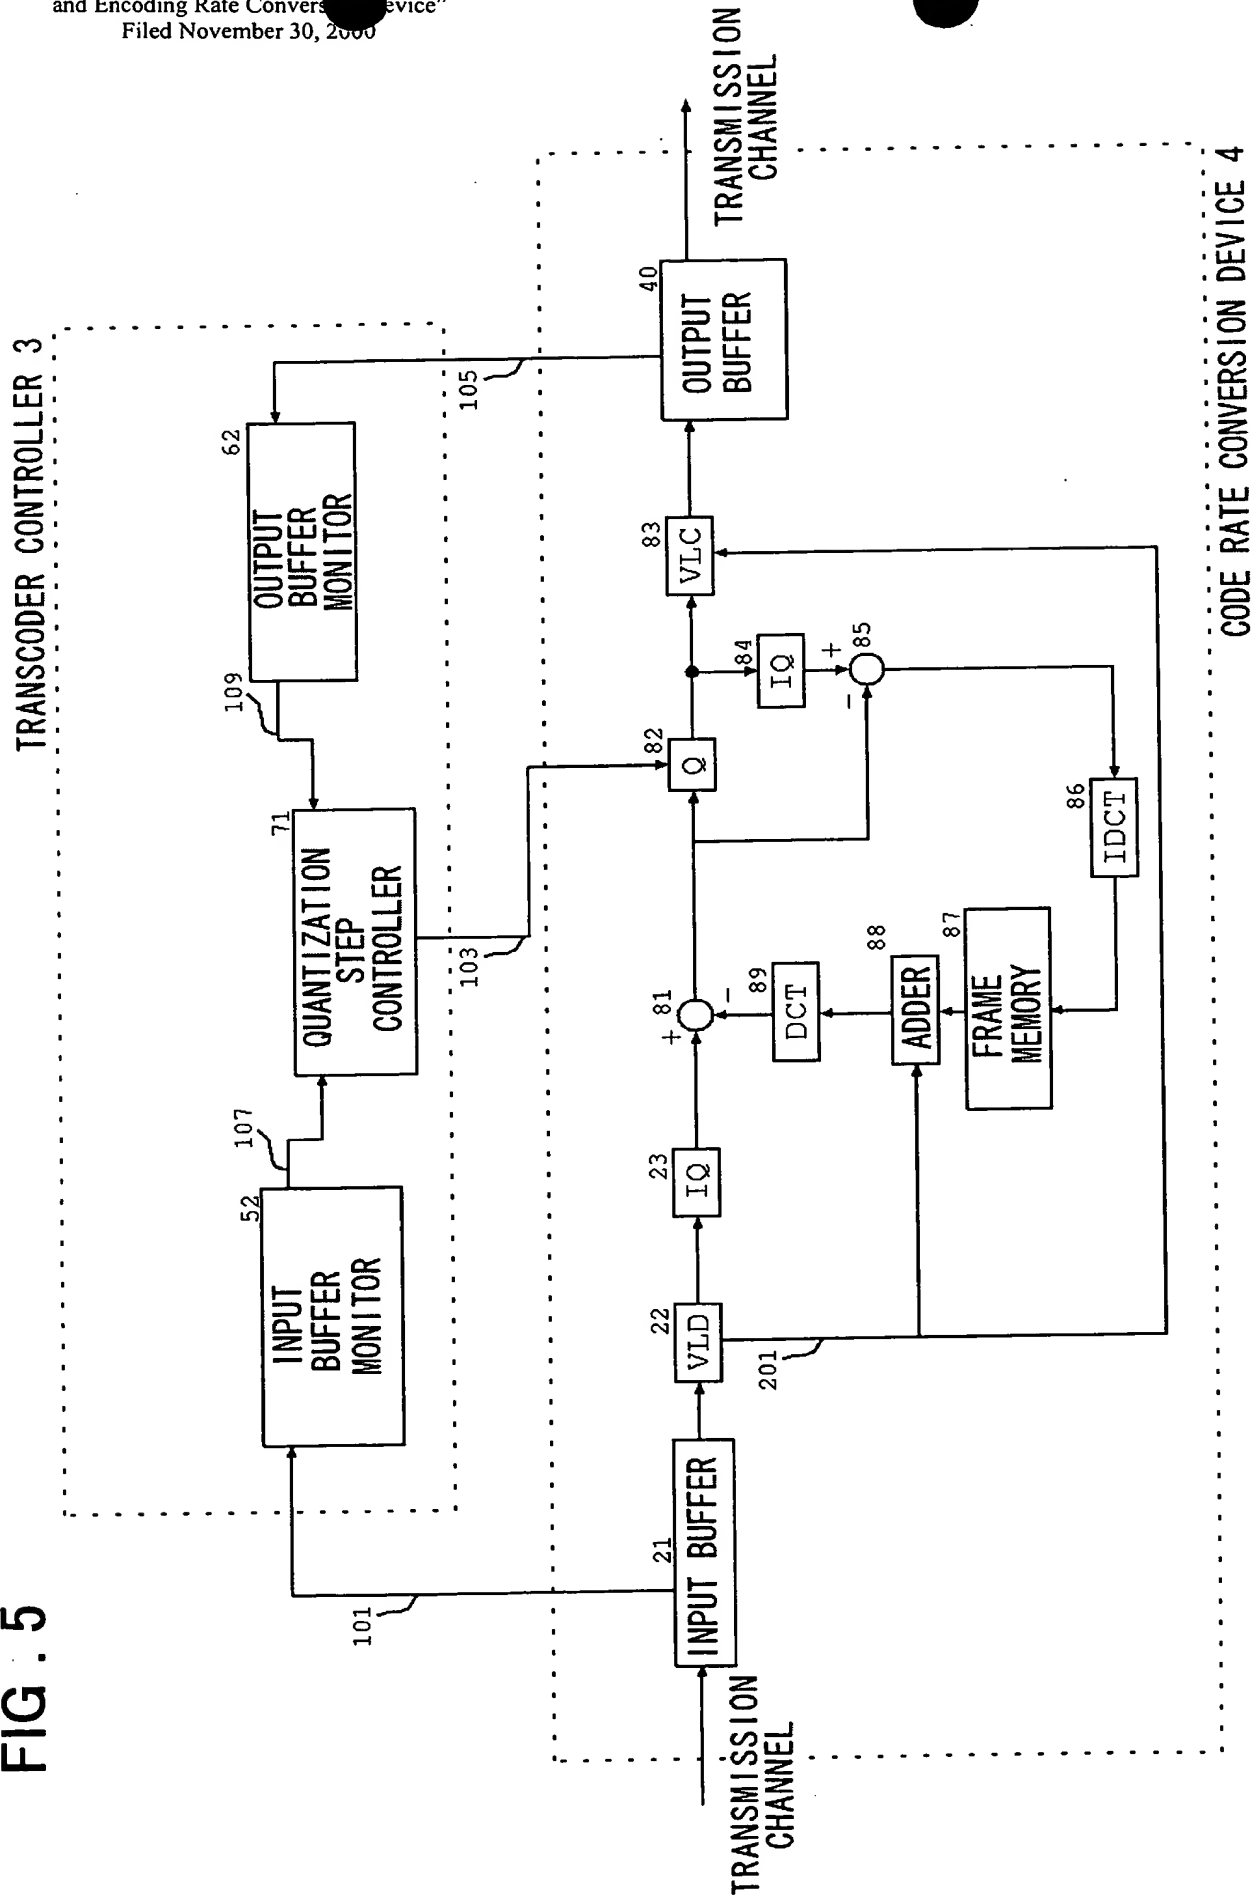 and Encoding Rate
Filed November 30,
FIG. 5
TRANSCODER CONTROLLER 3
52
INPUT
BUFFER
MONITOR
107
71
QUANTIZATION
STEP
CONTROLLER
109
62
OUTPUT
BUFFER
MONITOR
101
103
105
TRANSMISSION
CHANNEL
21
INPUT BUFFER
22
VLD
201
23
IQ
+
81
-
89
DCT
88
ADDER
87
FRAME
MEMORY
82
Q
84
IQ
+
85
-
86
IDCT
83
VLC
40
OUTPUT
BUFFER
TRANSMISSION
CHANNEL
CODE RATE CONVERSION DEVICE 4